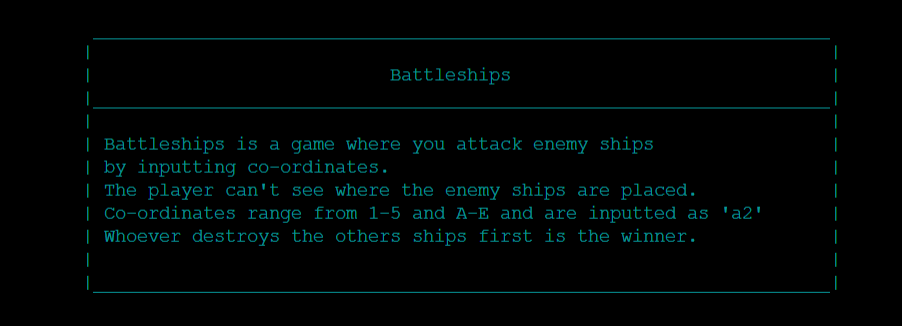 Battleships
Battleships is a game where you attack enemy ships
by inputting co-ordinates.
The player can't see where the enemy ships are placed.
Co-ordinates range from 1-5 and A-E and are inputted as 'a2'
Whoever destroys the others ships first is the winner.